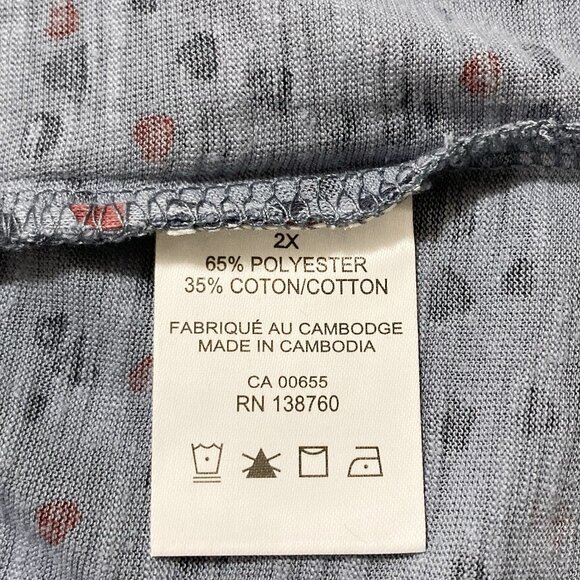 2X
65% POLYESTER
35% COTON/COTTON
FABRIQUÉ AU CAMBODGE
MADE IN CAMBODIA
CA 00655
RN 138760